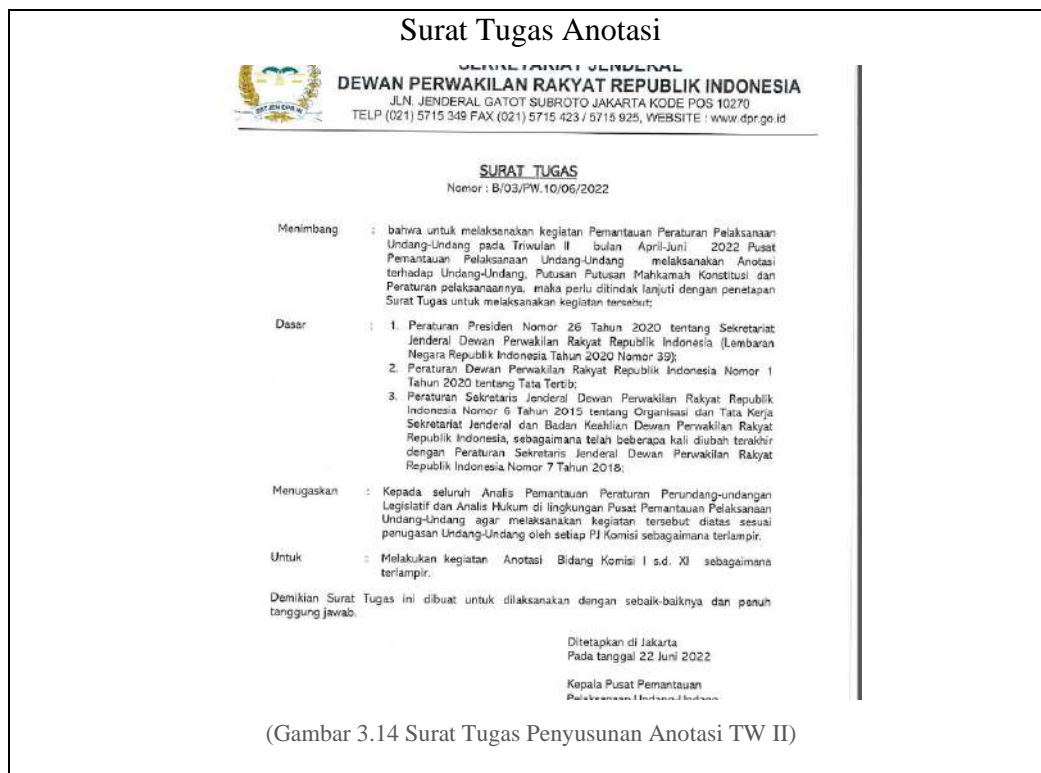 Surat Tugas Anotasi
SEKRETARIAT JENDERAL
DEWAN PERWAKILAN RAKYAT REPUBLIK INDONESIA
JLN. JENDERAL GATOT SUBROTO JAKARTA KODE POS 10270
TELP (021) 5715 349 FAX (021) 5715 423 / 5715 925, WEBSITE : www.dpr.go.id
SURAT TUGAS
Nomor : B/03/PW.10/06/2022
Menimbang : bahwa untuk melaksanakan kegiatan Pemantauan Peraturan Pelaksanaan
Undang-Undang pada Triwulan II bulan April-Juni 2022 Pusat
Pemantauan Pelaksanaan Undang-Undang melaksanakan Anotasi
terhadap Undang-Undang, Putusan Putusan Mahkamah Konstitusi dan
Peraturan pelaksanaannya, maka perlu ditindak lanjuti dengan penetapan
Surat Tugas untuk melaksanakan kegiatan tersebut;
Dasar : 1. Peraturan Presiden Nomor 26 Tahun 2020 tentang Sekretariat
Jenderal Dewan Perwakilan Rakyat Republik Indonesia (Lembaran
Negara Republik Indonesia Tahun 2020 Nomor 39);
2. Peraturan Dewan Perwakilan Rakyat Republik Indonesia Nomor 1
Tahun 2020 tentang Tata Tertib;
3. Peraturan Sekretaris Jenderal Dewan Perwakilan Rakyat Republik
Indonesia Nomor 6 Tahun 2015 tentang Organisasi dan Tata Kerja
Sekretariat Jenderal dan Badan Keahlian Dewan Perwakilan Rakyat
Republik Indonesia, sebagaimana telah beberapa kali diubah terakhir
dengan Peraturan Sekretaris Jenderal Dewan Perwakilan Rakyat
Republik Indonesia Nomor 7 Tahun 2018;
Menugaskan : Kepada seluruh Analis Pemantauan Peraturan Perundang-undangan
Legislatif dan Analis Hukum di lingkungan Pusat Pemantauan Pelaksanaan
Undang-Undang agar melaksanakan kegiatan tersebut diatas sesuai
penugasan Undang-Undang oleh setiap PJ Komisi sebagaimana terlampir.
Untuk : Melakukan kegiatan Anotasi Bidang Komisi I s.d. XI sebagaimana
terlampir.
Demikian Surat Tugas ini dibuat untuk dilaksanakan dengan sebaik-baiknya dan penuh
tanggung jawab.
Ditetapkan di Jakarta
Pada tanggal 22 Juni 2022
Kepala Pusat Pemantauan
Pelaksanaan Undang-Undang
(Gambar 3.14 Surat Tugas Penyusunan Anotasi TW II)